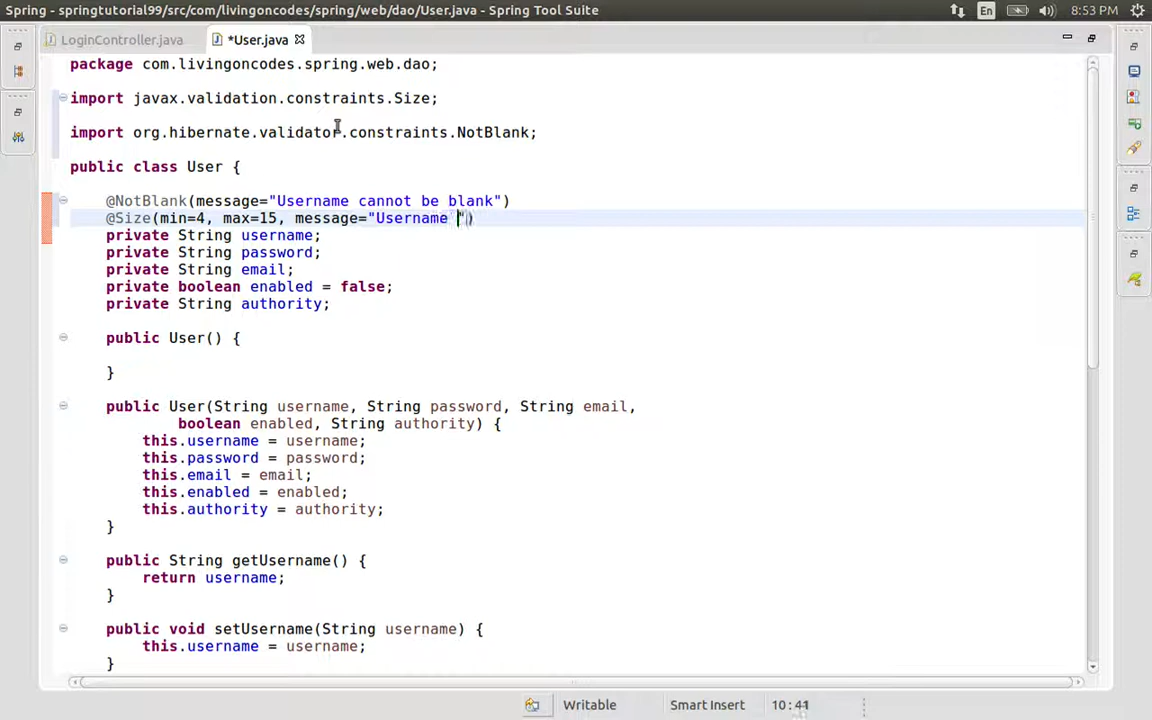 Spring - springtutorial99/src/com/livingoncodes/spring/web/dao/User.java - Spring Tool Suite
En
8:53 PM
LoginController.java
*User.java
package com.livingoncodes.spring.web.dao;
import javax.validation.constraints.Size;
import org.hibernate.validator.constraints.NotBlank;
public class User {
@NotBlank(message="Username cannot be blank")
@Size(min=4, max=15, message="Username ")
private String username;
private String password;
private String email;
private boolean enabled = false;
private String authority;
public User() {
}
public User(String username, String password, String email,
boolean enabled, String authority) {
this.username = username;
this.password = password;
this.email = email;
this.enabled = enabled;
this.authority = authority;
}
public String getUsername() {
return username;
}
public void setUsername(String username) {
this.username = username;
}
Writable
Smart Insert
10:41